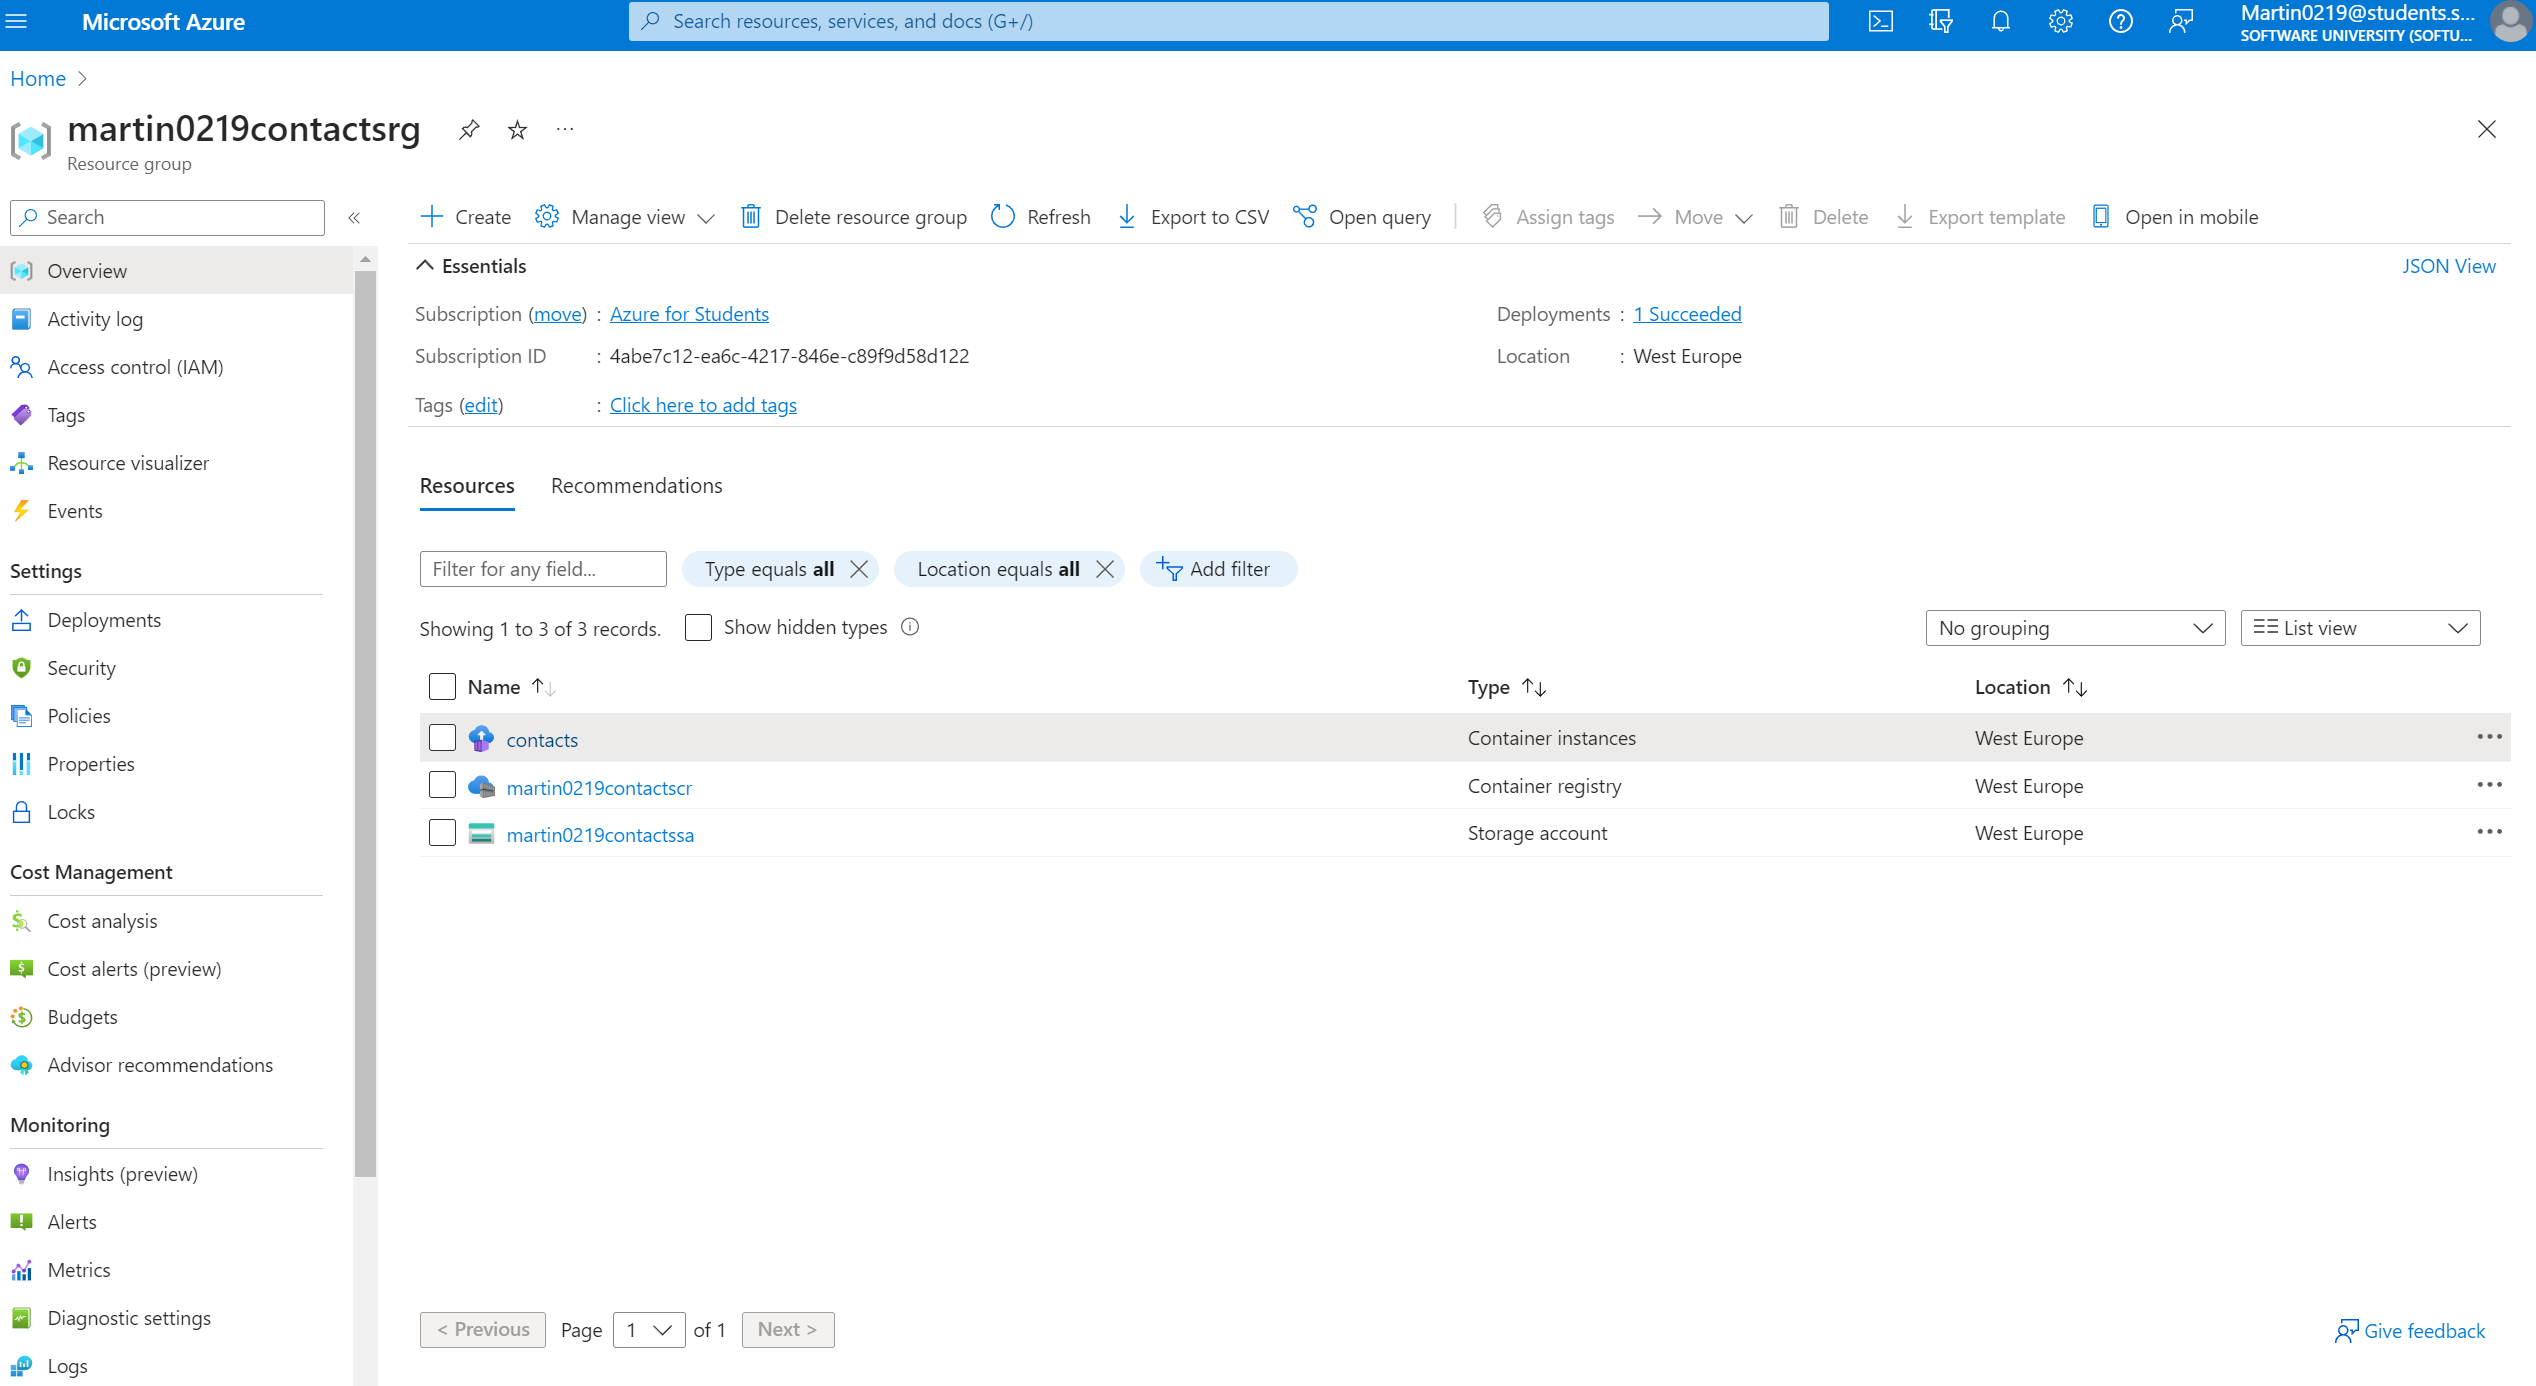 Microsoft Azure
Search resources, services, and docs (G+/)
Martin0219@students.s...
SOFTWARE UNIVERSITY (SOFTU...
Home
martin0219contactsrg
Resource group
Search
Create
Manage view
Delete resource group
Refresh
Export to CSV
Open query
Assign tags
Move
Delete
Export template
Open in mobile
Overview
Activity log
Access control (IAM)
Tags
Resource visualizer
Events
Settings
Deployments
Security
Policies
Properties
Locks
Cost Management
Cost analysis
Cost alerts (preview)
Budgets
Advisor recommendations
Monitoring
Insights (preview)
Alerts
Metrics
Diagnostic settings
Logs
Essentials
JSON View
Subscription (move) : Azure for Students
Subscription ID : 4abe7c12-ea6c-4217-846e-c89f9d58d122
Tags (edit) : Click here to add tags
Deployments : 1 Succeeded
Location : West Europe
Resources
Recommendations
Filter for any field...
Type equals all
Location equals all
Add filter
Showing 1 to 3 of 3 records.
Show hidden types
No grouping
List view
Name Type Location
contacts Container instances West Europe
martin0219contactscr Container registry West Europe
martin0219contactssa Storage account West Europe
< Previous Page 1 of 1 Next >
Give feedback